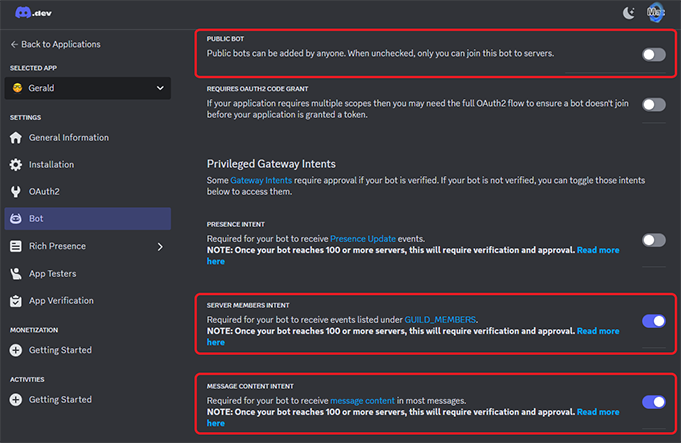 .dev
← Back to Applications
SELECTED APP
Gerald
SETTINGS
General Information
Installation
OAuth2
Bot
Rich Presence
App Testers
App Verification
MONETIZATION
Getting Started
ACTIVITIES
Getting Started
PUBLIC BOT
Public bots can be added by anyone. When unchecked, only you can join this bot to servers.
REQUIRES OAUTH2 CODE GRANT
If your application requires multiple scopes then you may need the full OAuth2 flow to ensure a bot doesn't join
before your application is granted a token.
Privileged Gateway Intents
Some Gateway Intents require approval if your bot is verified. If your bot is not verified, you can toggle those intents
below to access them.
PRESENCE INTENT
Required for your bot to receive Presence Update events.
NOTE: Once your bot reaches 100 or more servers, this will require verification and approval. Read more
here
SERVER MEMBERS INTENT
Required for your bot to receive events listed under GUILD_MEMBERS.
NOTE: Once your bot reaches 100 or more servers, this will require verification and approval. Read more
here
MESSAGE CONTENT INTENT
Required for your bot to receive message content in most messages.
NOTE: Once your bot reaches 100 or more servers, this will require verification and approval. Read more
here